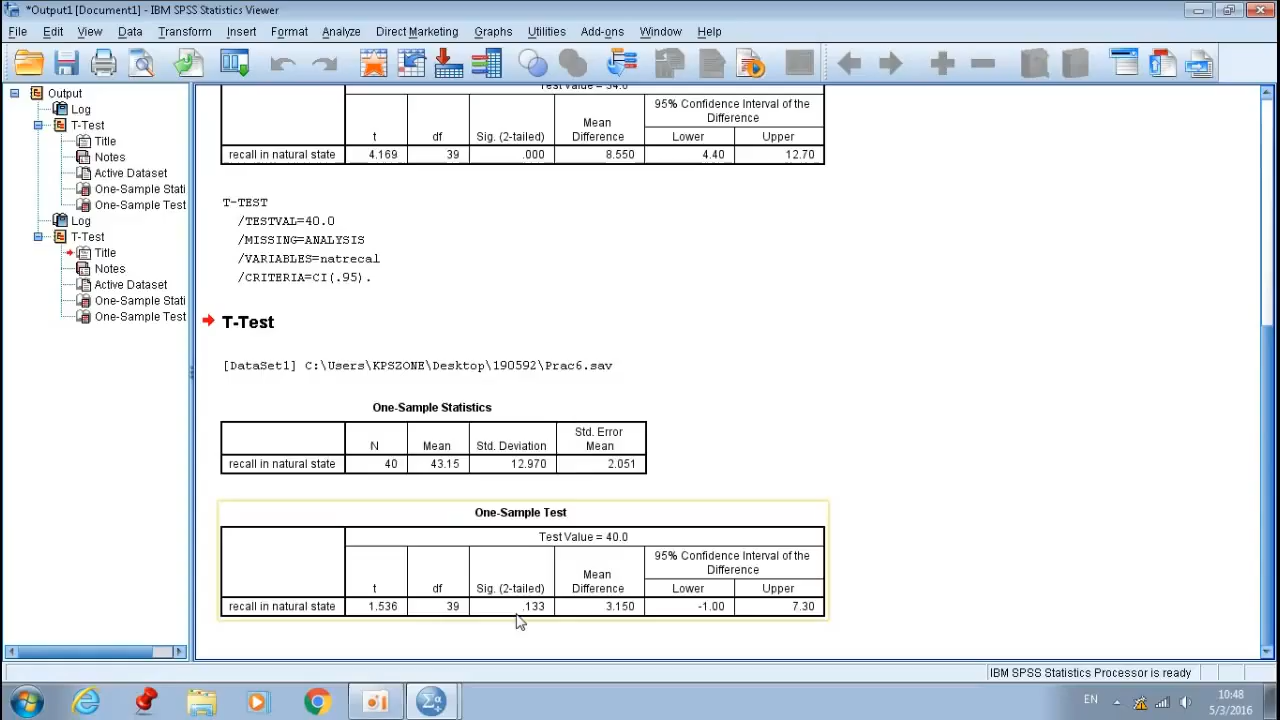 *Output1 [Document1] - IBM SPSS Statistics Viewer
File Edit View Data Transform Insert Format Analyze Direct Marketing Graphs Utilities Add-ons Window Help
Output
Log
T-Test
Title
Notes
Active Dataset
One-Sample Stati
One-Sample Test
Log
T-Test
Title
Notes
Active Dataset
One-Sample Stati
One-Sample Test
Test Value = 34.0
95% Confidence Interval of the
Difference
Mean
Difference
t df Sig. (2-tailed) Lower Upper
recall in natural state 4.169 39 .000 8.550 4.40 12.70
T-TEST
/TESTVAL=40.0
/MISSING=ANALYSIS
/VARIABLES=natrecal
/CRITERIA=CI(.95).
T-Test
[DataSet1] C:\Users\KPSZONE\Desktop\190592\Prac6.sav
One-Sample Statistics
N Mean Std. Deviation Std. Error
Mean
recall in natural state 40 43.15 12.970 2.051
One-Sample Test
Test Value = 40.0
95% Confidence Interval of the
Difference
Mean
Difference
t df Sig. (2-tailed) Lower Upper
recall in natural state 1.536 39 .133 3.150 -1.00 7.30
IBM SPSS Statistics Processor is ready
EN
10:48
5/3/2016